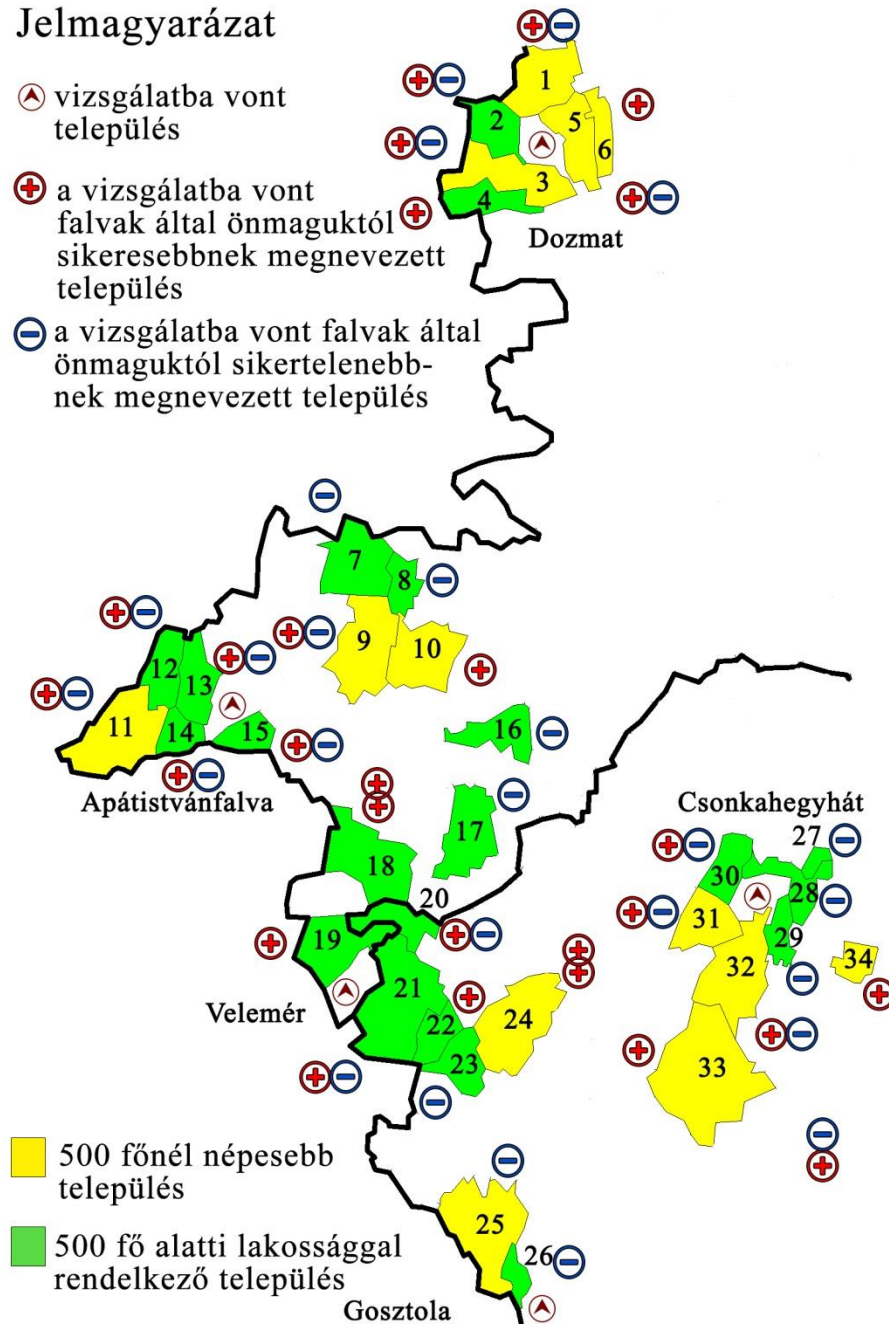 Jelmagyarázat
vizsgálatba vont
település
a vizsgálatba vont
falvak által önmaguktól
sikeresebbnek megnevezett
település
a vizsgálatba vont falvak által
önmaguktól sikertelenebb-
nek megnevezett település
1
2
5
6
3
4
Dozmat
7
8
9
10
12
13
11
14
15
16
Apátistvánfalva
17
Csonkahegyhát
18
27
30
28
20
19
31
29
32
34
21
Velemér
22
24
23
33
500 főnél népesebb
település
25
26
500 fő alatti lakossággal
rendelkező település
Gosztola